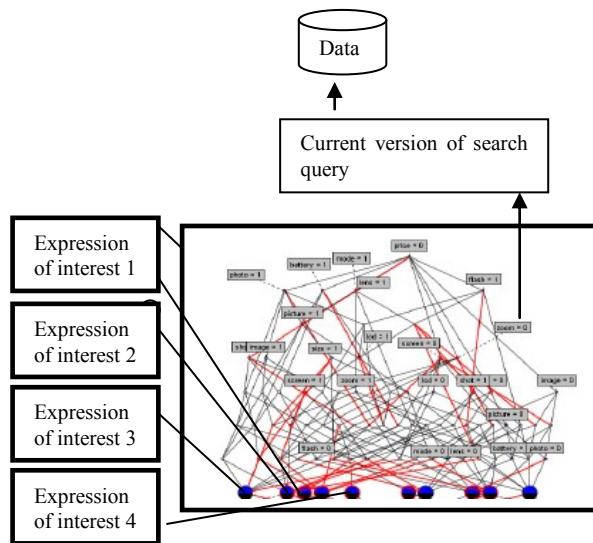 Data
Current version of search
query
Expression
of interest 1
Expression
of interest 2
Expression
of interest 3
Expression
of interest 4
price = 0
mode = 1
battery = 1
photo = 1
lens = 1
flash = 1
picture = 1
zoom = 0
lcd = 1
screen = 0
image = 1
size = 1
screen = 1
zoom = 1
lcd = 0
shot = 1
= 0
image = 0
picture = 0
flash = 0
mode = 0
lens = 0
battery =
photo = 0